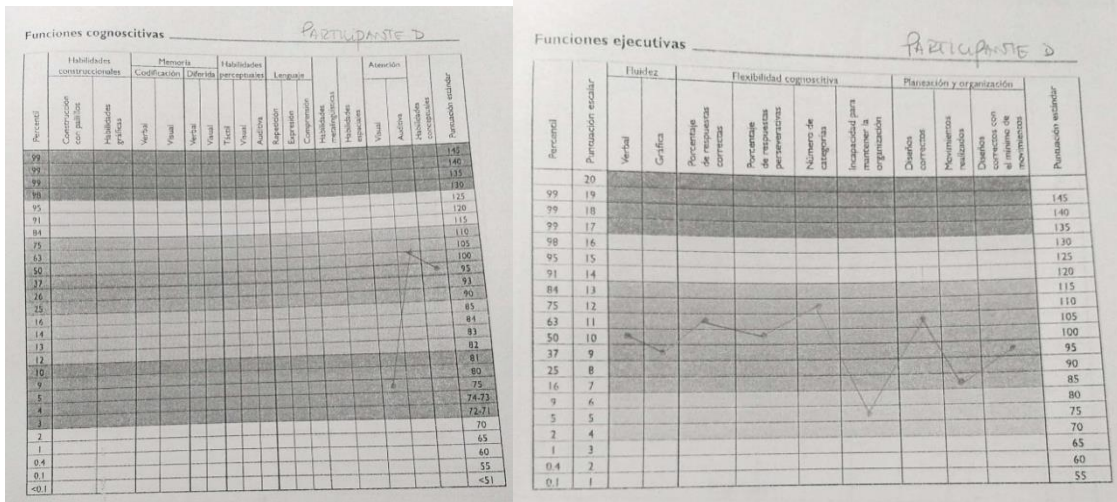 Funciones cognoscitivas PARTICIPANTE D
Habilidades construccionales Memoria Habilidades perceptuales Lenguaje Atención
Codificación Diferida
Percentil Construcción con palillos Habilidades gráficas Verbal Visual Verbal Visual Táctil Visual Auditiva Repetición Expresión Comprensión Habilidades metalingüísticas Habilidades espaciales Visual Auditiva Habilidades conceptuales Puntuación estándar
99 145
99 140
99 135
99 130
98 125
95 120
91 115
84 110
75 105
63 100
50 95
37 93
26 90
25 85
16 84
14 83
13 82
12 81
10 80
9 75
5 74-73
4 72-71
3 70
2 65
1 60
0.4 55
0.1 <51
<0.1
Funciones ejecutivas PARTICIPANTE D
Fluidez Flexibilidad cognoscitiva Planeación y organización
Percentil Puntuación escalar Verbal Gráfica Porcentaje de respuestas correctas Porcentaje de respuestas perseverativas Número de categorías Incapacidad para mantener la organización Diseños correctos Movimientos realizados Diseños correctos con el mínimo de movimientos Puntuación estándar
20
99 19 145
99 18 140
99 17 135
98 16 130
95 15 125
91 14 120
84 13 115
75 12 110
63 11 105
50 10 100
37 9 95
25 8 90
16 7 85
9 6 80
5 5 75
2 4 70
1 3 65
0.4 2 60
0.1 1 55